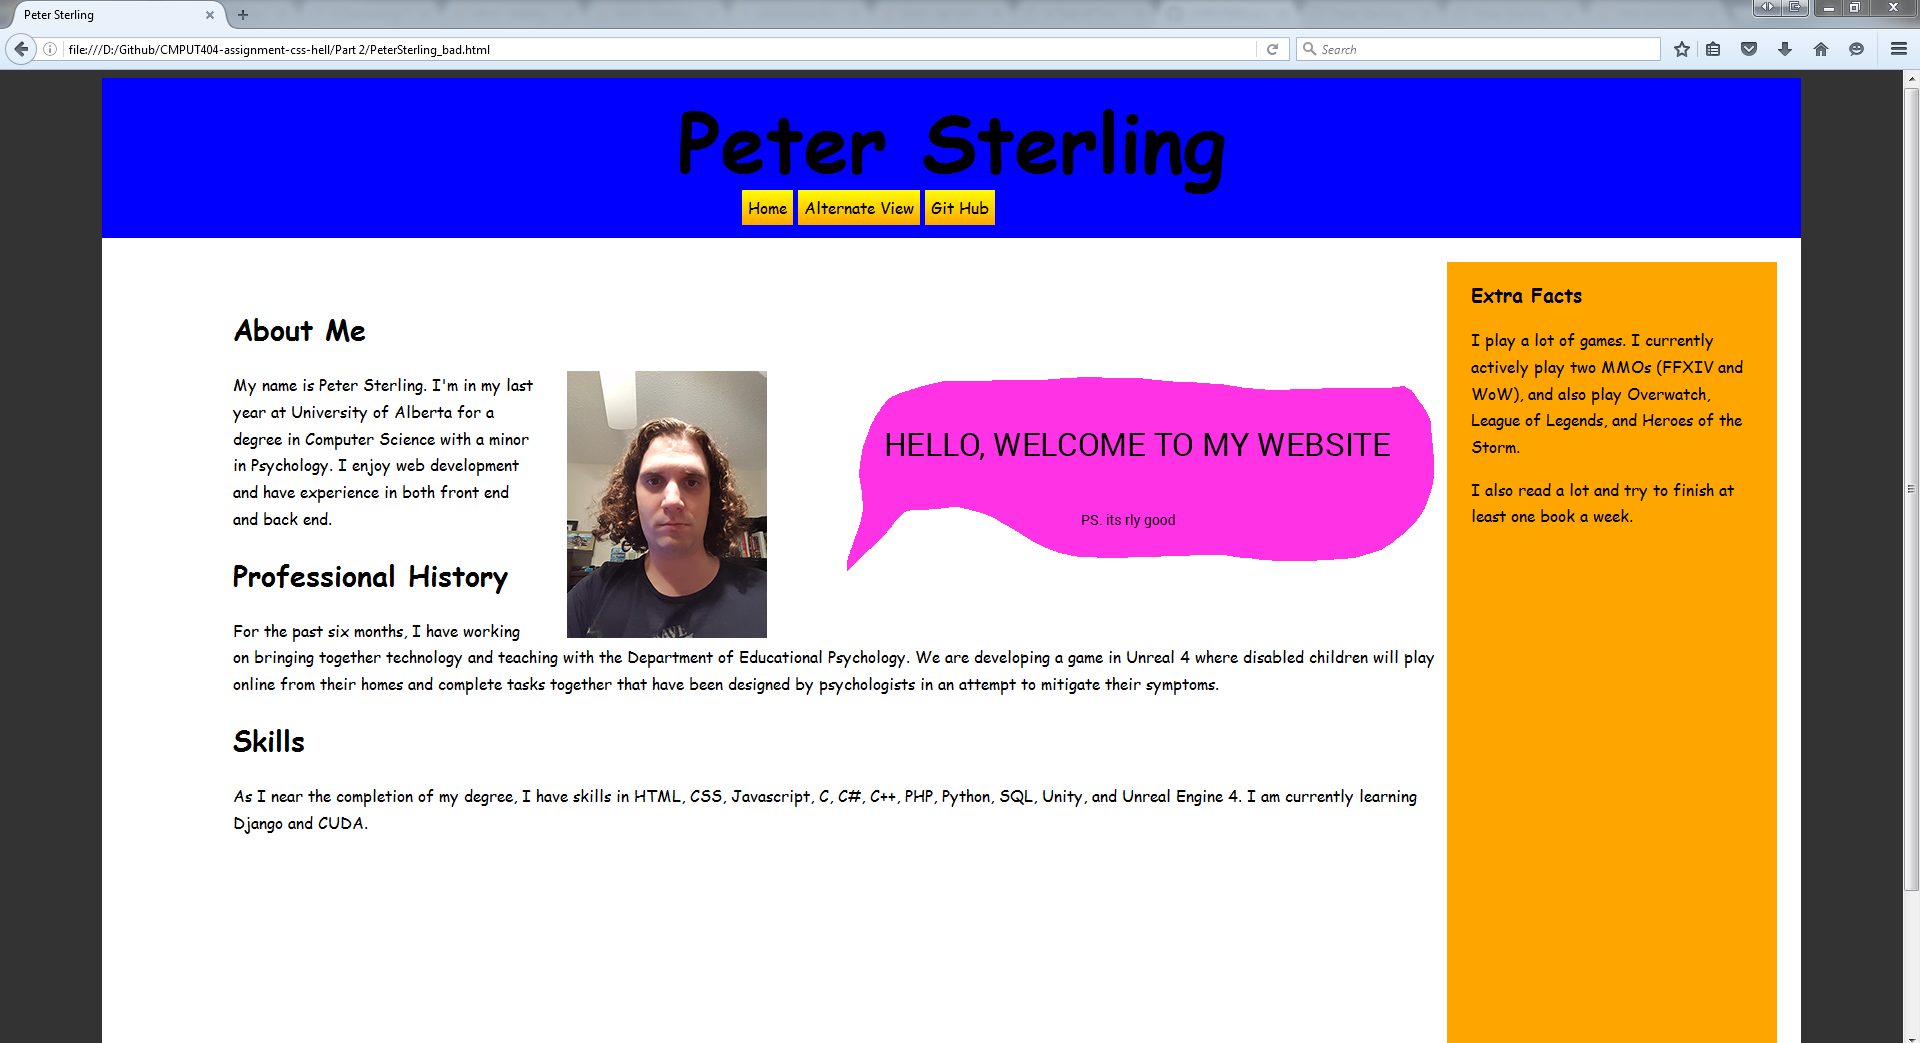 Peter Sterling
file:///D:/Github/CMPUT404-assignment-css-hell/Part 2/PeterSterling_bad.html
Search
Peter Sterling
Home
Alternate View
Git Hub
About Me
My name is Peter Sterling. I'm in my last
year at University of Alberta for a
degree in Computer Science with a minor
in Psychology. I enjoy web development
and have experience in both front end
and back end.
HELLO, WELCOME TO MY WEBSITE
PS. its rly good
Professional History
For the past six months, I have working
on bringing together technology and teaching with the Department of Educational Psychology. We are developing a game in Unreal 4 where disabled children will play
online from their homes and complete tasks together that have been designed by psychologists in an attempt to mitigate their symptoms.
Skills
As I near the completion of my degree, I have skills in HTML, CSS, Javascript, C, C#, C++, PHP, Python, SQL, Unity, and Unreal Engine 4. I am currently learning
Django and CUDA.
Extra Facts
I play a lot of games. I currently
actively play two MMOs (FFXIV and
WoW), and also play Overwatch,
League of Legends, and Heroes of the
Storm.
I also read a lot and try to finish at
least one book a week.